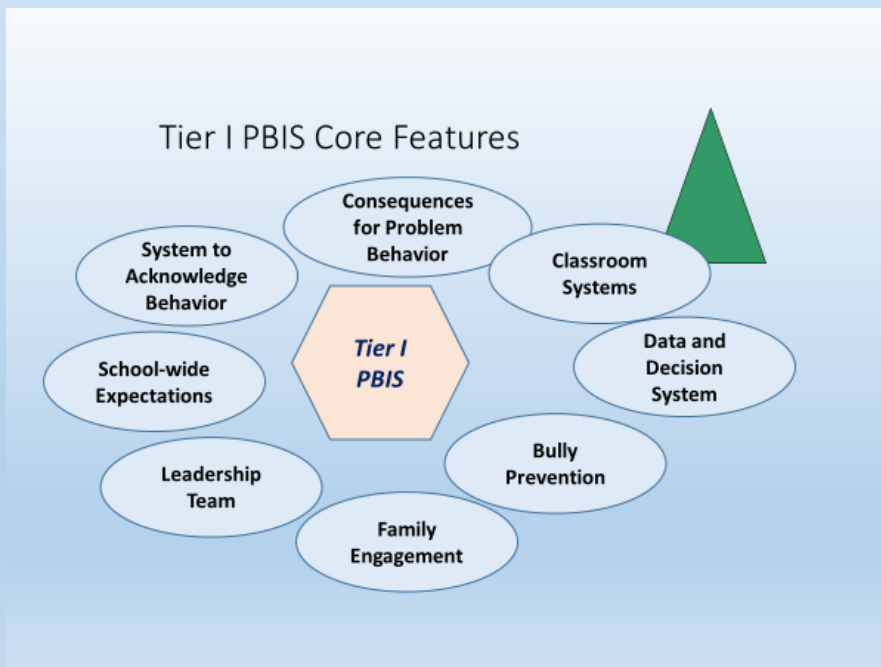 Tier I PBIS Core Features
Consequences
for Problem
Behavior
System to
Acknowledge
Behavior
Classroom
Systems
Tier I
PBIS
Data and
Decision
System
School-wide
Expectations
Bully
Prevention
Leadership
Team
Family
Engagement